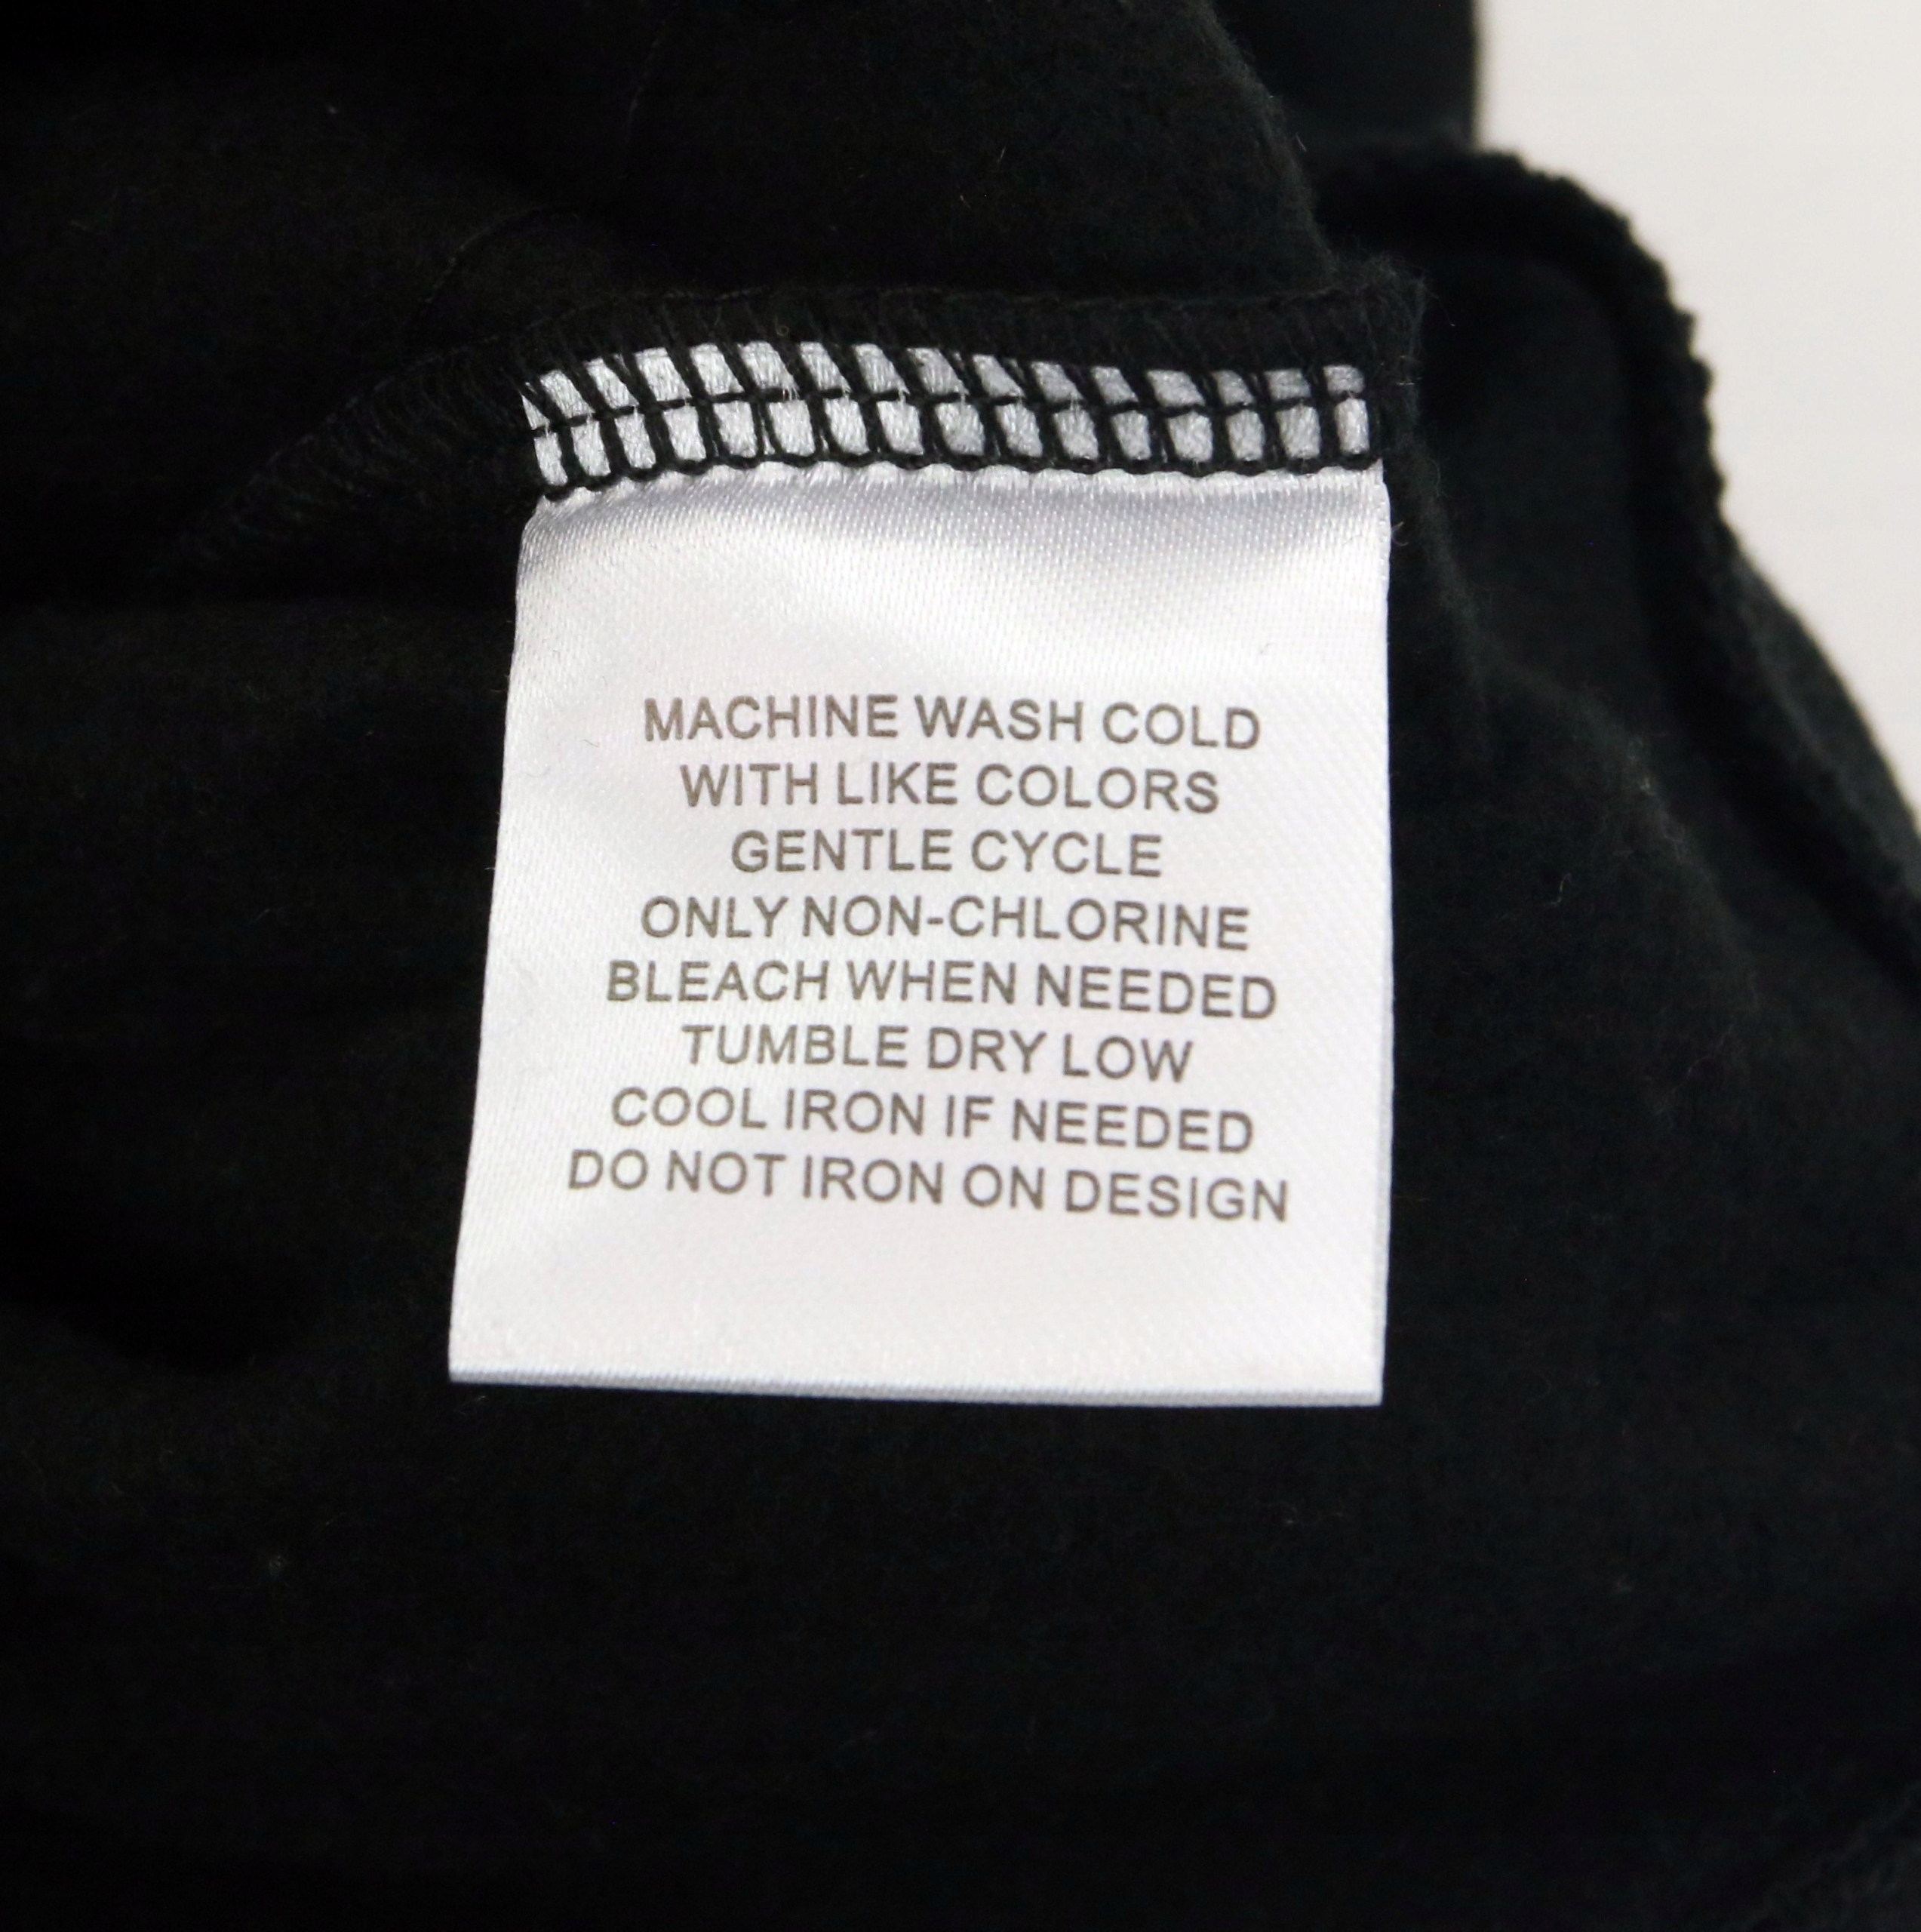 MACHINE WASH COLD
WITH LIKE COLORS
GENTLE CYCLE
ONLY NON-CHLORINE
BLEACH WHEN NEEDED
TUMBLE DRY LOW
COOL IRON IF NEEDED
DO NOT IRON ON DESIGN